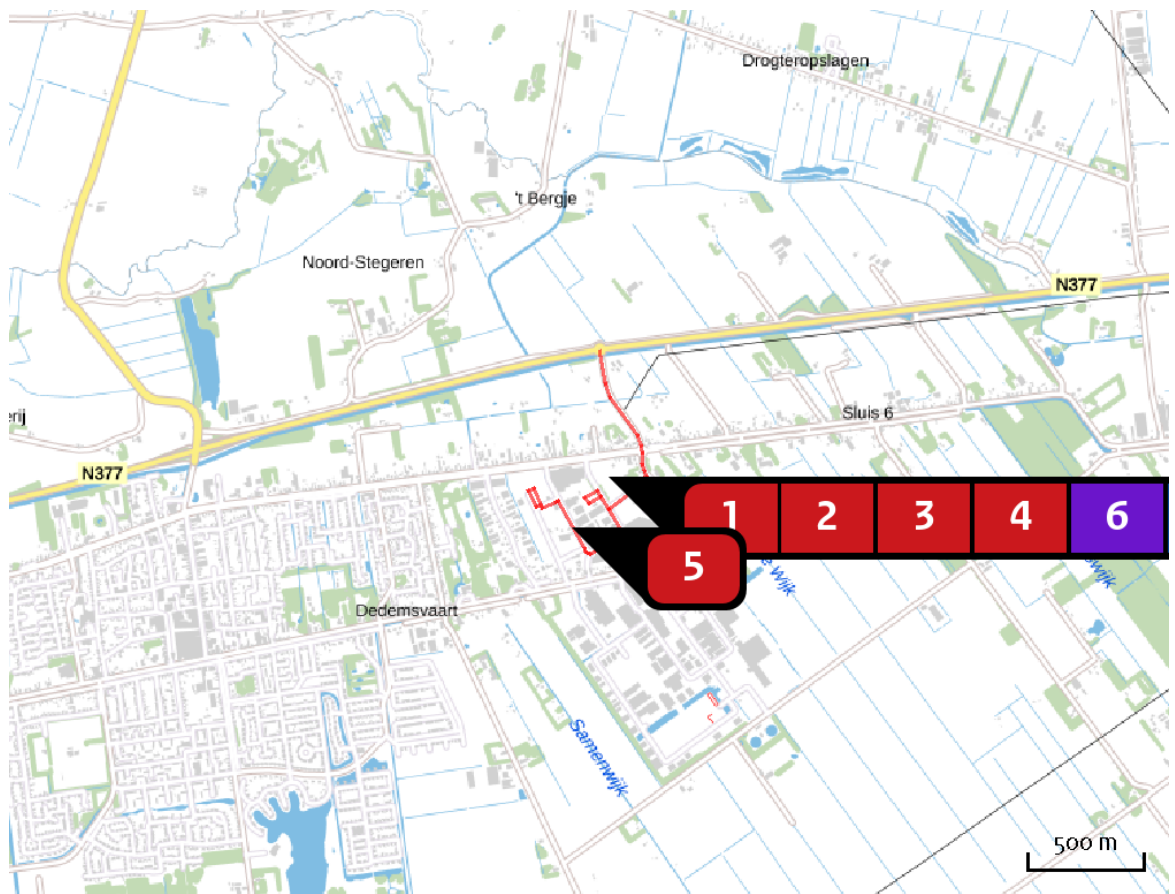 Drogteropslagen
't Bergje
Noord-Stegeren
N377
Sluis 6
erij
N377
1 2 3 4 6
5
e Wijk
wijk
Dedemsvaart
Samenwijk
500 m